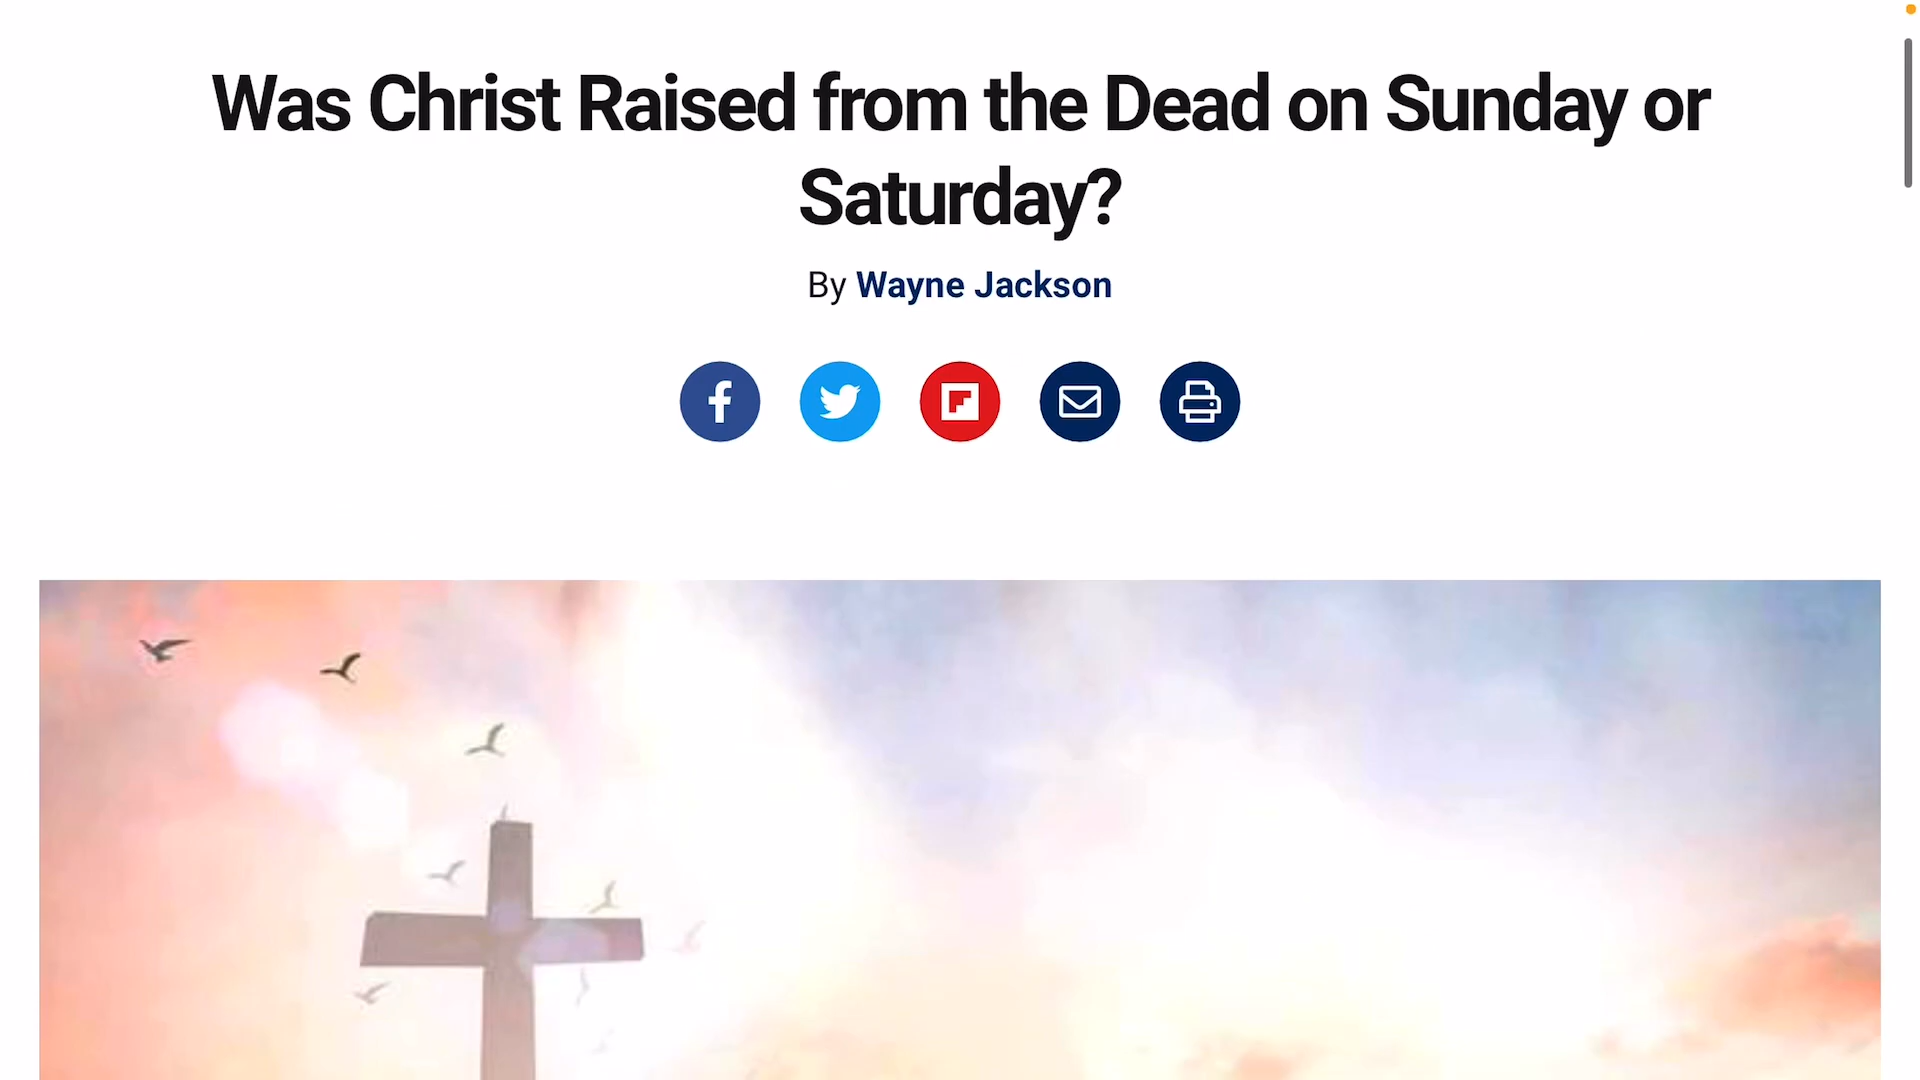 Was Christ Raised from the Dead on Sunday or
Saturday?
By Wayne Jackson